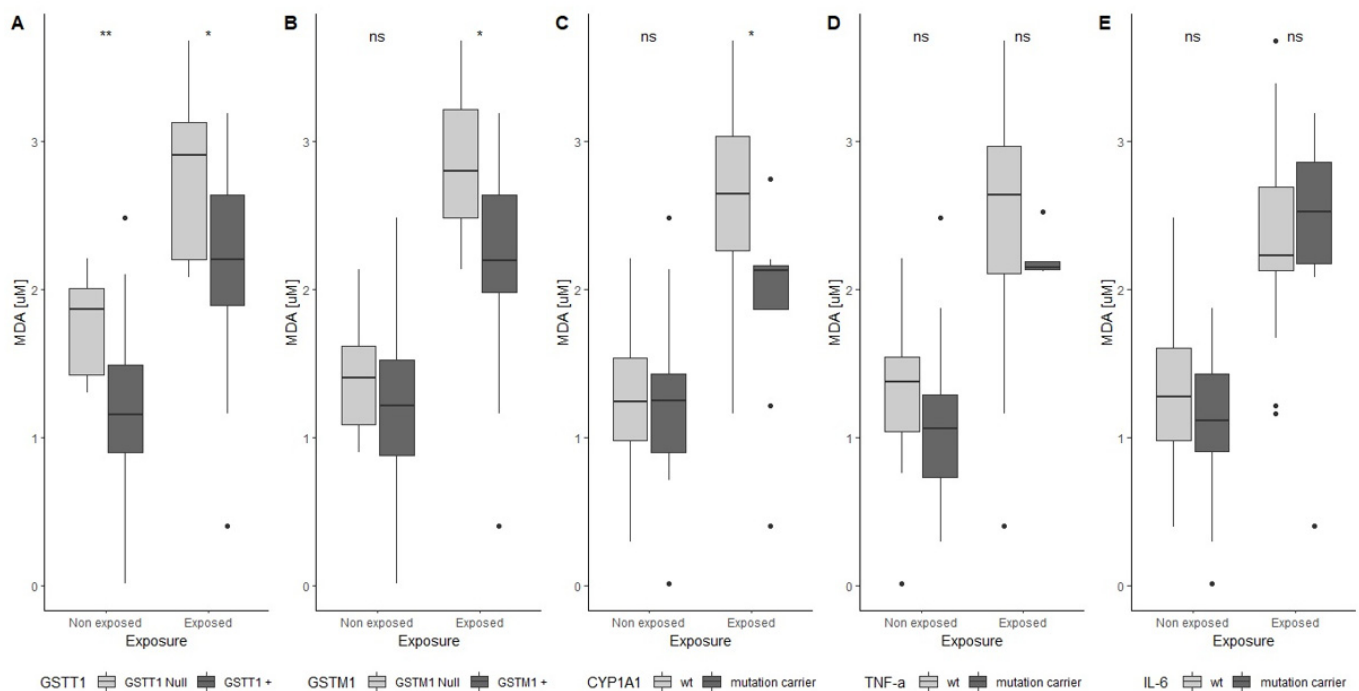 A
B
C
D
E
** *
ns *
ns *
ns ns
ns ns
MDA [uM]
3
2
1
0
Non exposed Exposed
Exposure
GSTT1 GSTT1 Null GSTT1 +
MDA [uM]
3
2
1
0
Non exposed Exposed
Exposure
GSTM1 GSTM1 Null GSTM1 +
MDA [uM]
3
2
1
0
Non exposed Exposed
Exposure
CYP1A1 wt mutation carrier
MDA [uM]
3
2
1
0
Non exposed Exposed
Exposure
TNF-a wt mutation carrier
MDA [uM]
3
2
1
0
Non exposed Exposed
Exposure
IL-6 wt mutation carrier